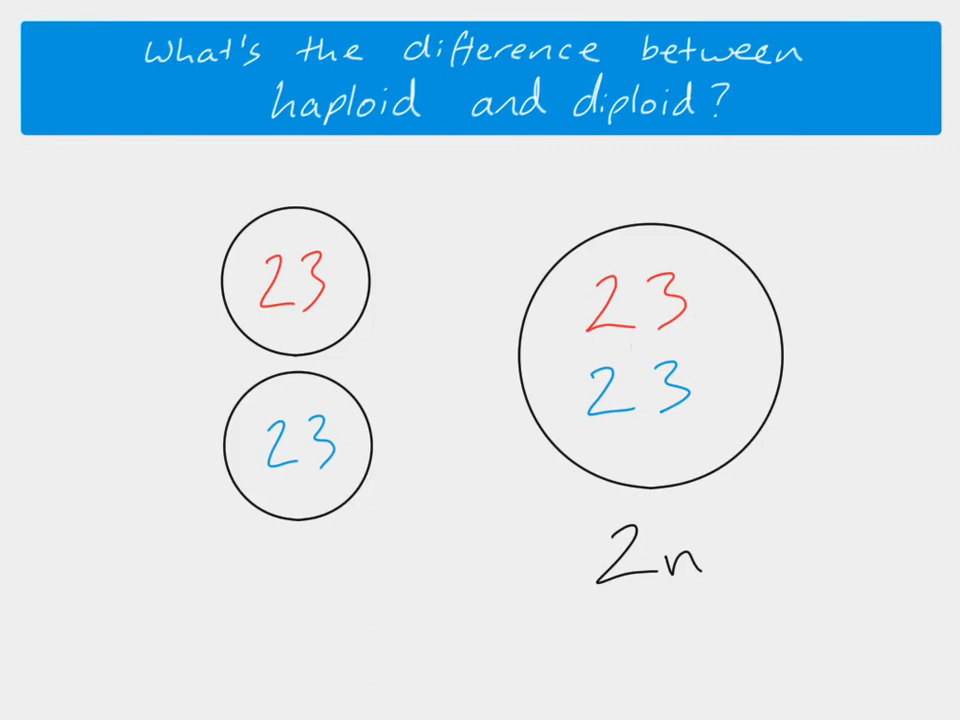 What's the difference between
haploid and diploid?
23
23
23
23
2n